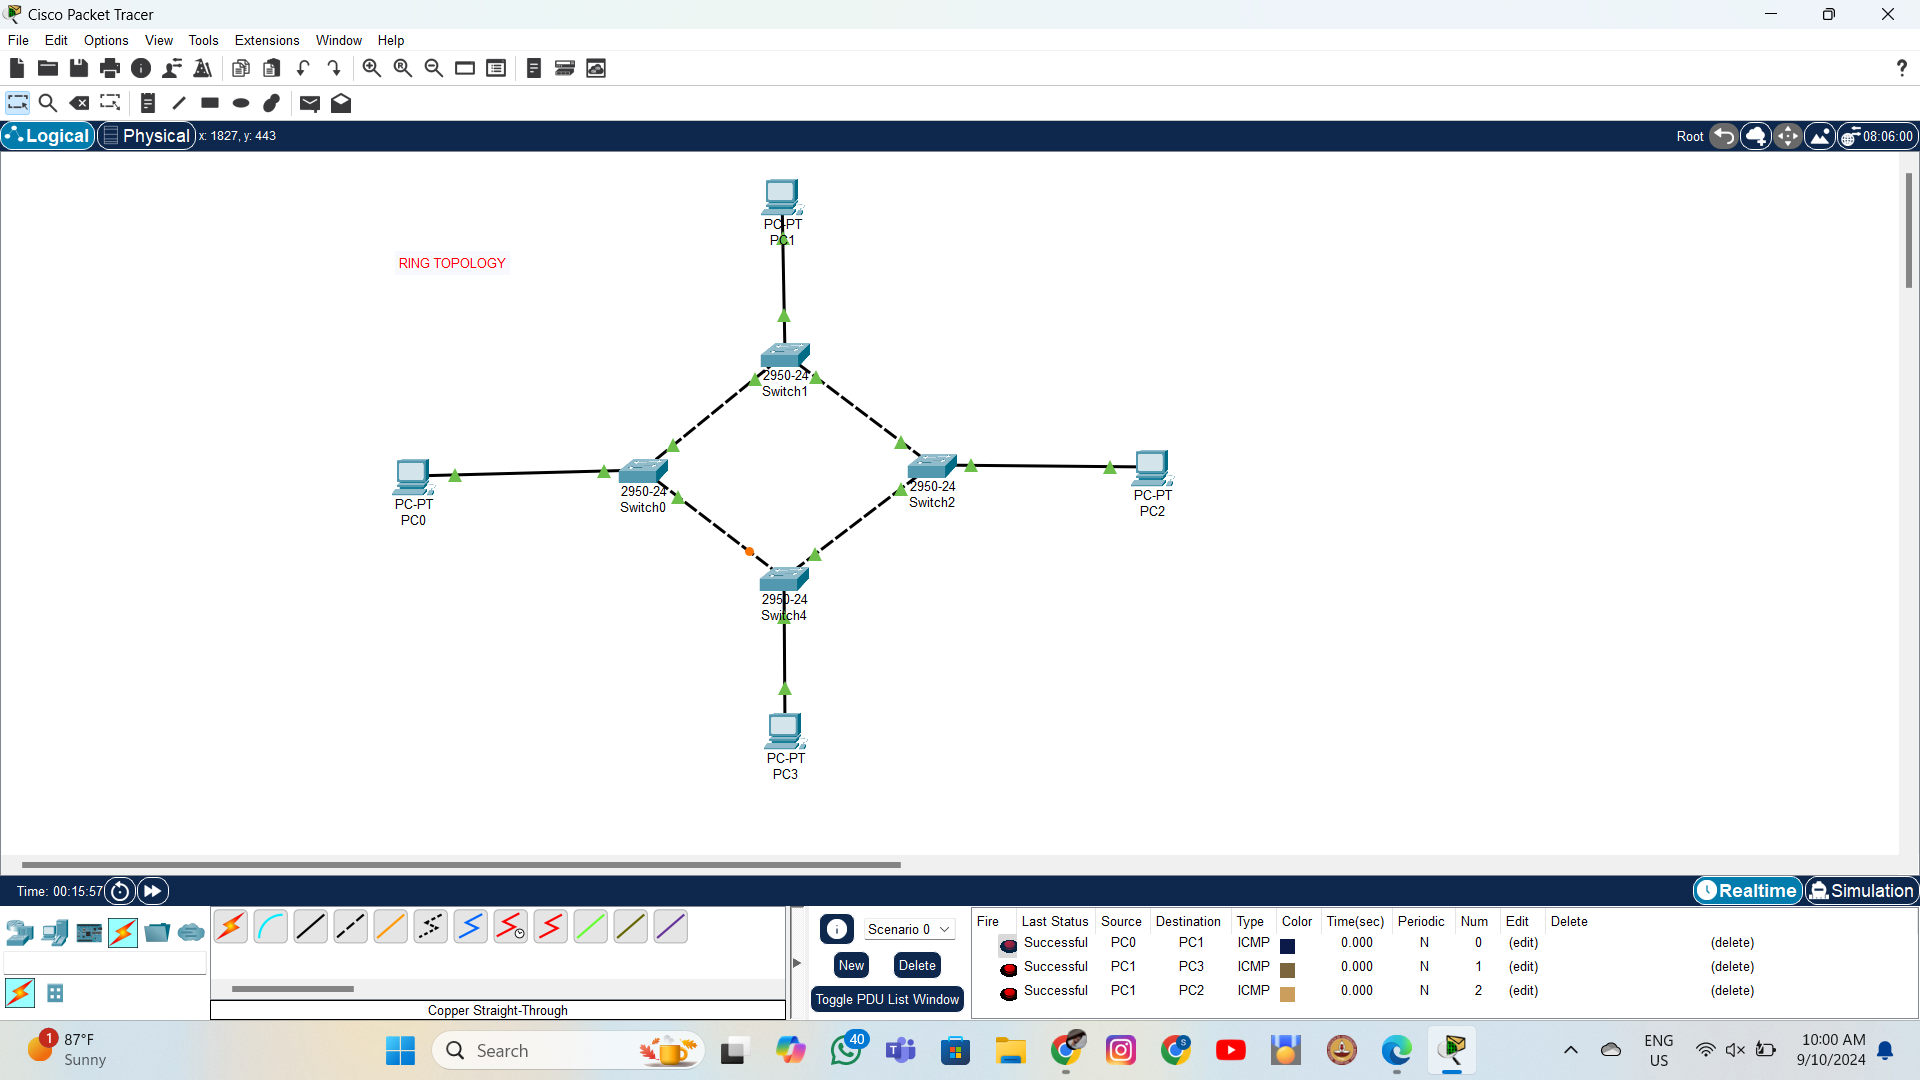 Cisco Packet Tracer
File Edit Options View Tools Extensions Window Help
?
Logical Physical x: 1827, y: 443 Root 08:06:00
PC-PT
PC1
RING TOPOLOGY
2950-24
Switch1
PC-PT
PC0
2950-24
Switch0
2950-24
Switch2
PC-PT
PC2
2950-24
Switch4
PC-PT
PC3
Time: 00:15:57 Realtime Simulation
Scenario 0
New Delete
Toggle PDU List Window
Copper Straight-Through
Fire Last Status Source Destination Type Color Time(sec) Periodic Num Edit Delete
Successful PC0 PC1 ICMP 0.000 N 0 (edit) (delete)
Successful PC1 PC3 ICMP 0.000 N 1 (edit) (delete)
Successful PC1 PC2 ICMP 0.000 N 2 (edit) (delete)
1
87°F
Sunny
Search
40
S
ENG
US
10:00 AM
9/10/2024